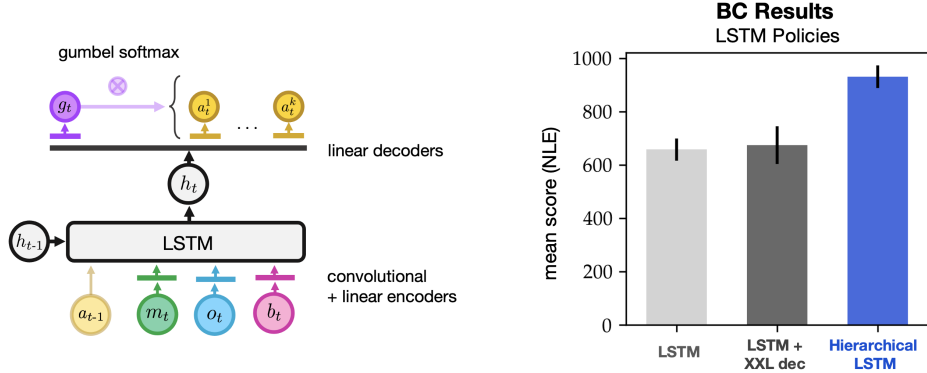 gumbel softmax
g_t
a_t^1
a_t^k
...
linear decoders
h_t
h_{t-1}
LSTM
convolutional
+ linear encoders
a_{t-1}
m_t
o_t
b_t
BC Results
LSTM Policies
mean score (NLE)
1000
800
600
400
200
0
LSTM
LSTM +
XXL dec
Hierarchical
LSTM